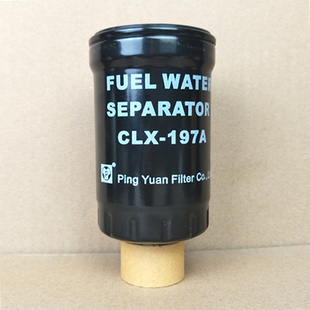 FUEL WATER
SEPARATOR
CLX-197A
Ping Yuan Filter Co.,